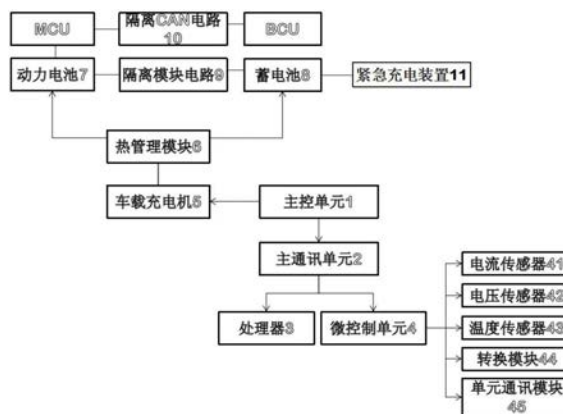 MCU
隔离CAN电路
10
BCU
动力电池7
隔离模块电路9
蓄电池8
紧急充电装置11
热管理模块6
车载充电机5
主控单元1
主通讯单元2
处理器3
微控制单元4
电流传感器41
电压传感器42
温度传感器43
转换模块44
单元通讯模块
45